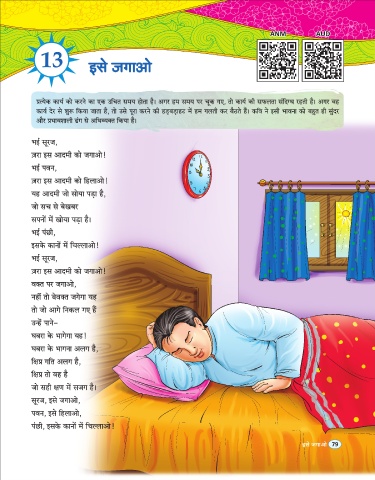 ANM
AUD
13
इसे जगाओ
प्रत्येक कार्य को करने का एक उचित समय होता है। अगर हम समय पर चूक गए, तो कार्य की सफलता संदिग्ध रहती है। अगर वह
कार्य देर से शुरू किया जाता है, तो उसे पूरा करने की हड़बड़ाहट में हम गलती कर बैठते हैं। कवि ने इसी भावना को बहुत ही सुंदर
और प्रभावशाली ढंग से अभिव्यक्त किया है।
भई सूरज,
ज़रा इस आदमी को जगाओ!
भई पवन,
ज़रा इस आदमी को हिलाओ!
यह आदमी जो सोया पड़ा है,
जो सच से बेखबर
सपनों में खोया पड़ा है।
भई पंछी,
इसके कानों में चिल्लाओ!
भई सूरज,
ज़रा इस आदमी को जगाओ!
वक्त पर जगाओ,
नहीं तो बेवक्त जगेगा यह
तो जो आगे निकल गए हैं
उन्हें पाने–
घबरा के भागेगा यह!
घबरा के भागना अलग है,
क्षिप्र गति अलग है,
क्षिप्र तो वह है
जो सही क्षण में सजग है।
सूरज, इसे जगाओ,
पवन, इसे हिलाओ,
पंछी, इसके कानों में चिल्लाओ!
इसे जगाओ 79